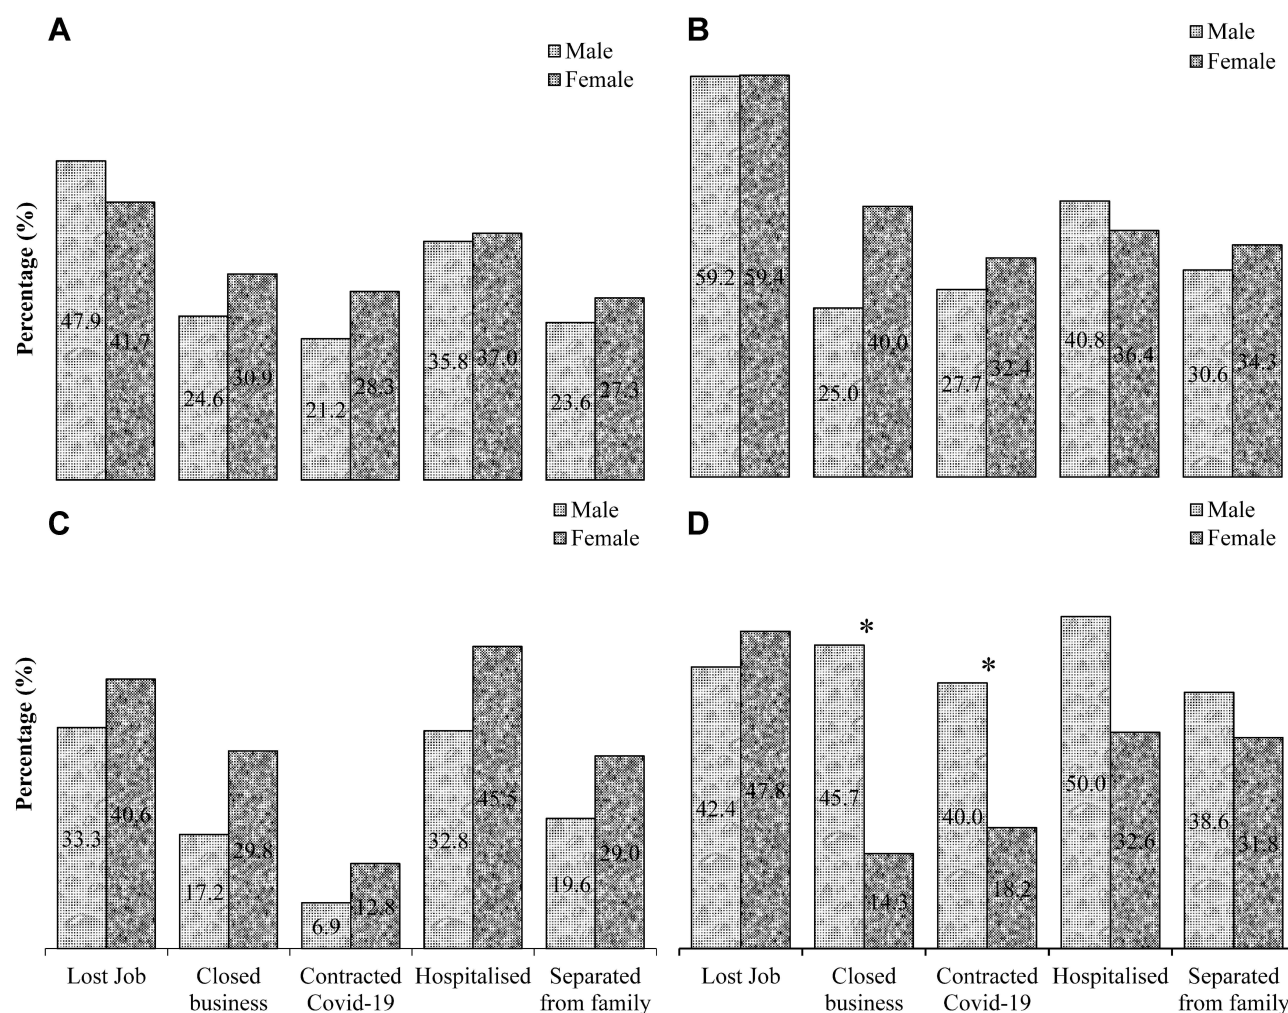 A
Male
Female
Percentage (%)
47.9
41.7
24.6
30.9
21.2
28.3
35.8
37.0
23.6
27.3
B
Male
Female
59.2
59.4
25.0
40.0
27.7
32.4
40.8
36.4
30.6
34.3
C
Male
Female
Percentage (%)
33.3
40.6
17.2
29.8
6.9
12.8
32.8
45.5
19.6
29.0
Lost Job
Closed
business
Contracted
Covid-19
Hospitalised
Separated
from family
D
Male
Female
*
*
42.4
47.8
45.7
14.3
40.0
18.2
50.0
32.6
38.6
31.8
Lost Job
Closed
business
Contracted
Covid-19
Hospitalised
Separated
from family